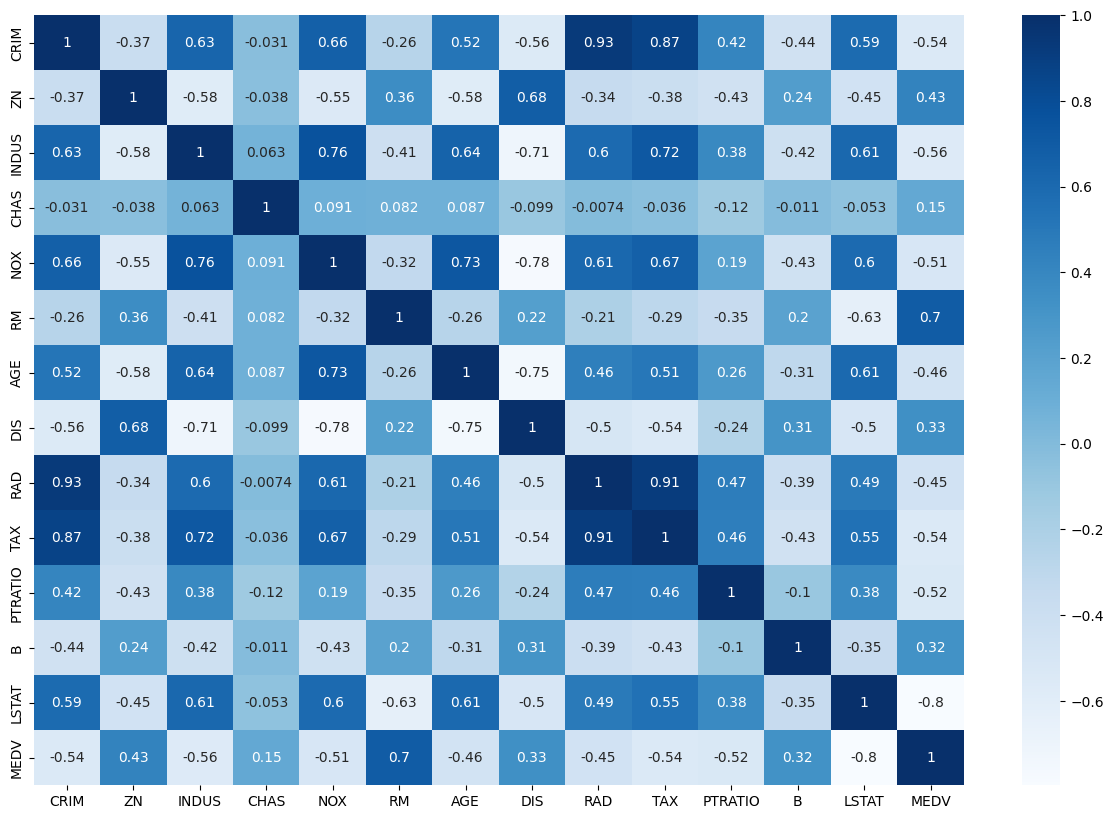 CRIM 1 -0.37 0.63 -0.031 0.66 -0.26 0.52 -0.56 0.93 0.87 0.42 -0.44 0.59 -0.54
ZN -0.37 1 -0.58 -0.038 -0.55 0.36 -0.58 0.68 -0.34 -0.38 -0.43 0.24 -0.45 0.43
INDUS 0.63 -0.58 1 0.063 0.76 -0.41 0.64 -0.71 0.6 0.72 0.38 -0.42 0.61 -0.56
CHAS -0.031 -0.038 0.063 1 0.091 0.082 0.087 -0.099 -0.0074 -0.036 -0.12 -0.011 -0.053 0.15
NOX 0.66 -0.55 0.76 0.091 1 -0.32 0.73 -0.78 0.61 0.67 0.19 -0.43 0.6 -0.51
RM -0.26 0.36 -0.41 0.082 -0.32 1 -0.26 0.22 -0.21 -0.29 -0.35 0.2 -0.63 0.7
AGE 0.52 -0.58 0.64 0.087 0.73 -0.26 1 -0.75 0.46 0.51 0.26 -0.31 0.61 -0.46
DIS -0.56 0.68 -0.71 -0.099 -0.78 0.22 -0.75 1 -0.5 -0.54 -0.24 0.31 -0.5 0.33
RAD 0.93 -0.34 0.6 -0.0074 0.61 -0.21 0.46 -0.5 1 0.91 0.47 -0.39 0.49 -0.45
TAX 0.87 -0.38 0.72 -0.036 0.67 -0.29 0.51 -0.54 0.91 1 0.46 -0.43 0.55 -0.54
PTRATIO 0.42 -0.43 0.38 -0.12 0.19 -0.35 0.26 -0.24 0.47 0.46 1 -0.1 0.38 -0.52
B -0.44 0.24 -0.42 -0.011 -0.43 0.2 -0.31 0.31 -0.39 -0.43 -0.1 1 -0.35 0.32
LSTAT 0.59 -0.45 0.61 -0.053 0.6 -0.63 0.61 -0.5 0.49 0.55 0.38 -0.35 1 -0.8
MEDV -0.54 0.43 -0.56 0.15 -0.51 0.7 -0.46 0.33 -0.45 -0.54 -0.52 0.32 -0.8 1
CRIM ZN INDUS CHAS NOX RM AGE DIS RAD TAX PTRATIO B LSTAT MEDV
1.0
0.8
0.6
0.4
0.2
0.0
−0.2
−0.4
−0.6